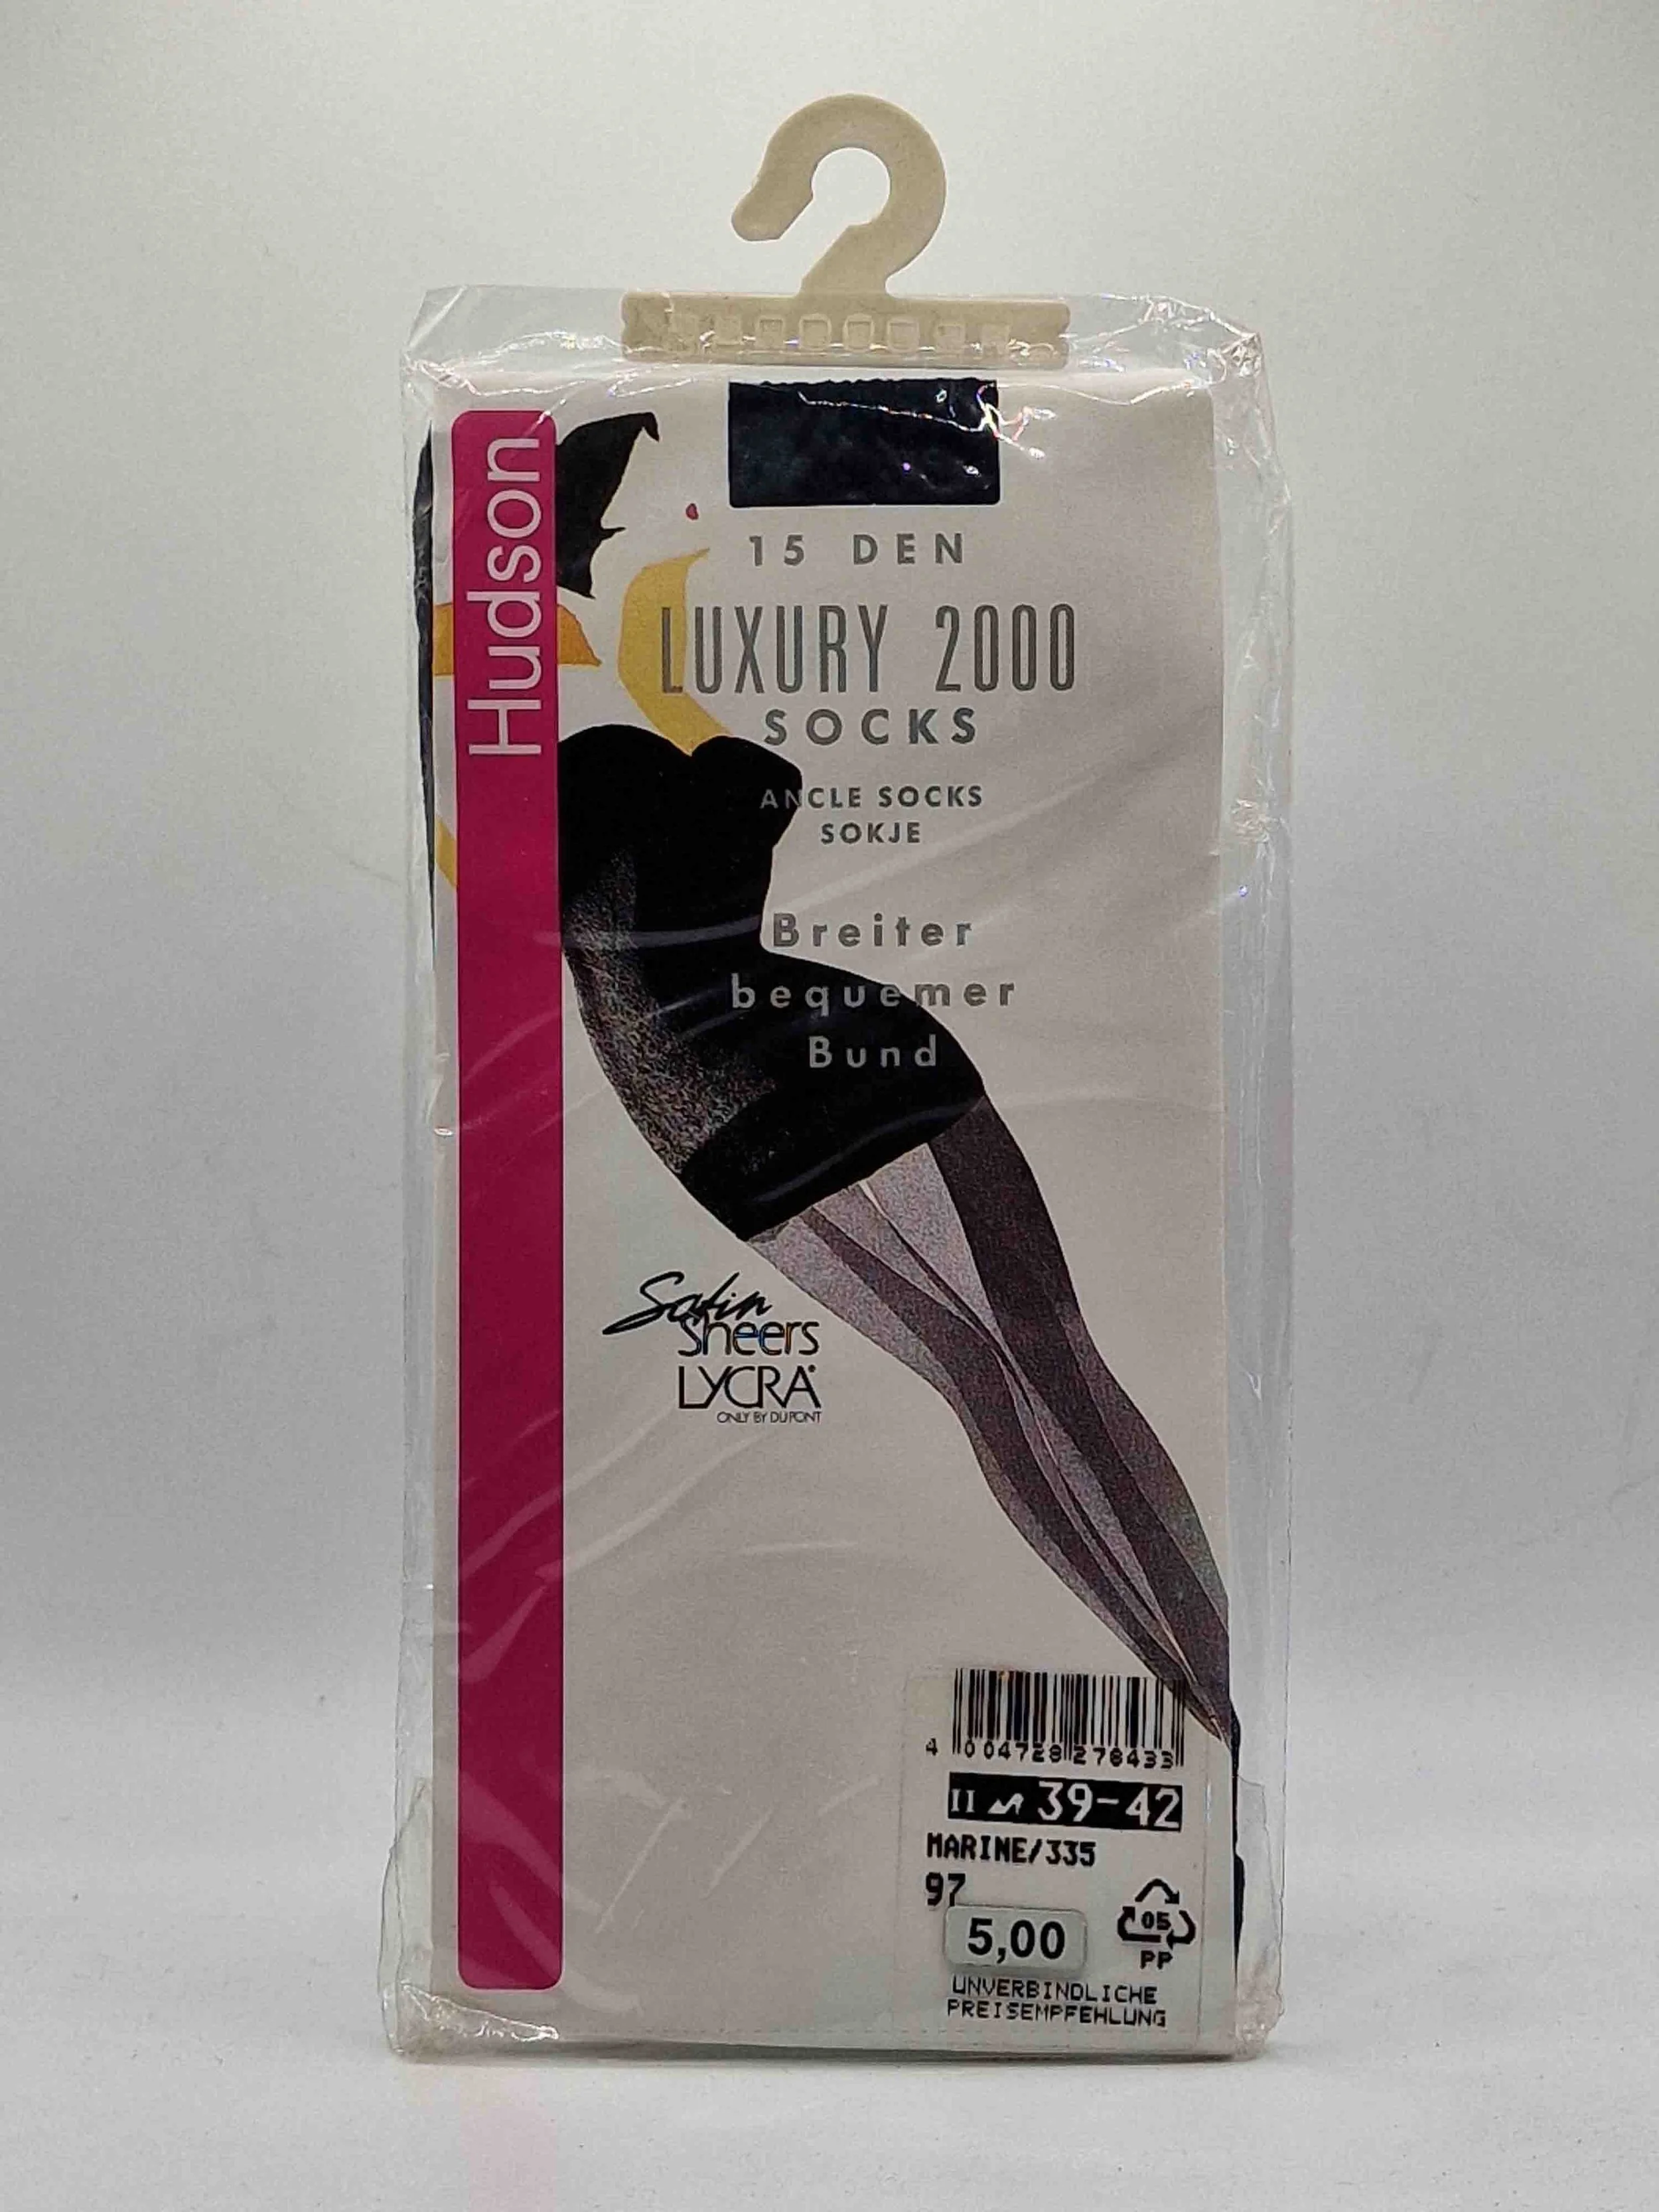 Hudson
15 DEN
LUXURY 2000
SOCKS
ANCLE SOCKS
SOKJE
Breiter
bequemer
Bund
Satin
Sheers
LYCRA®
ONLY BY DUPONT
4 004728 278433
II 39-42
MARINE/335
97
5,00
05
PP
UNVERBINDLICHE
PREISEMPFEHLUNG